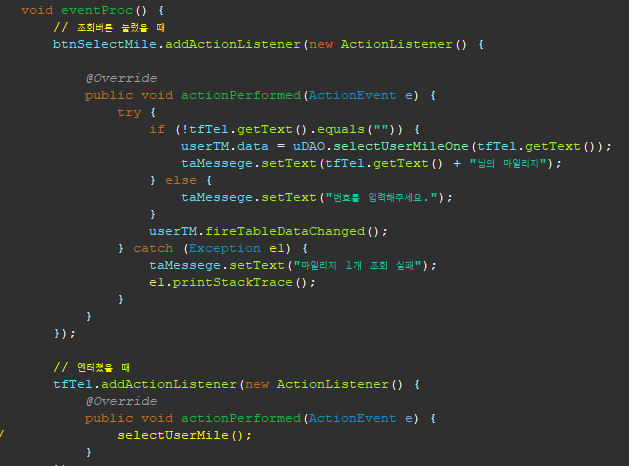 void eventProc() {
// 조회버튼 눌렀을 때
btnSelectMile.addActionListener(new ActionListener() {
@Override
public void actionPerformed(ActionEvent e) {
try {
if (!tfTel.getText().equals("")) {
userTM.data = uDAO.selectUserMileOne(tfTel.getText());
taMessege.setText(tfTel.getText() + "님의 마일리지");
} else {
taMessege.setText("번호를 입력해주세요.");
}
userTM.fireTableDataChanged();
} catch (Exception e1) {
taMessege.setText("마일리지 1개 조회 실패");
e1.printStackTrace();
}
}
});
// 엔터쳤을 때
tfTel.addActionListener(new ActionListener() {
@Override
public void actionPerformed(ActionEvent e) {
selectUserMile();
}